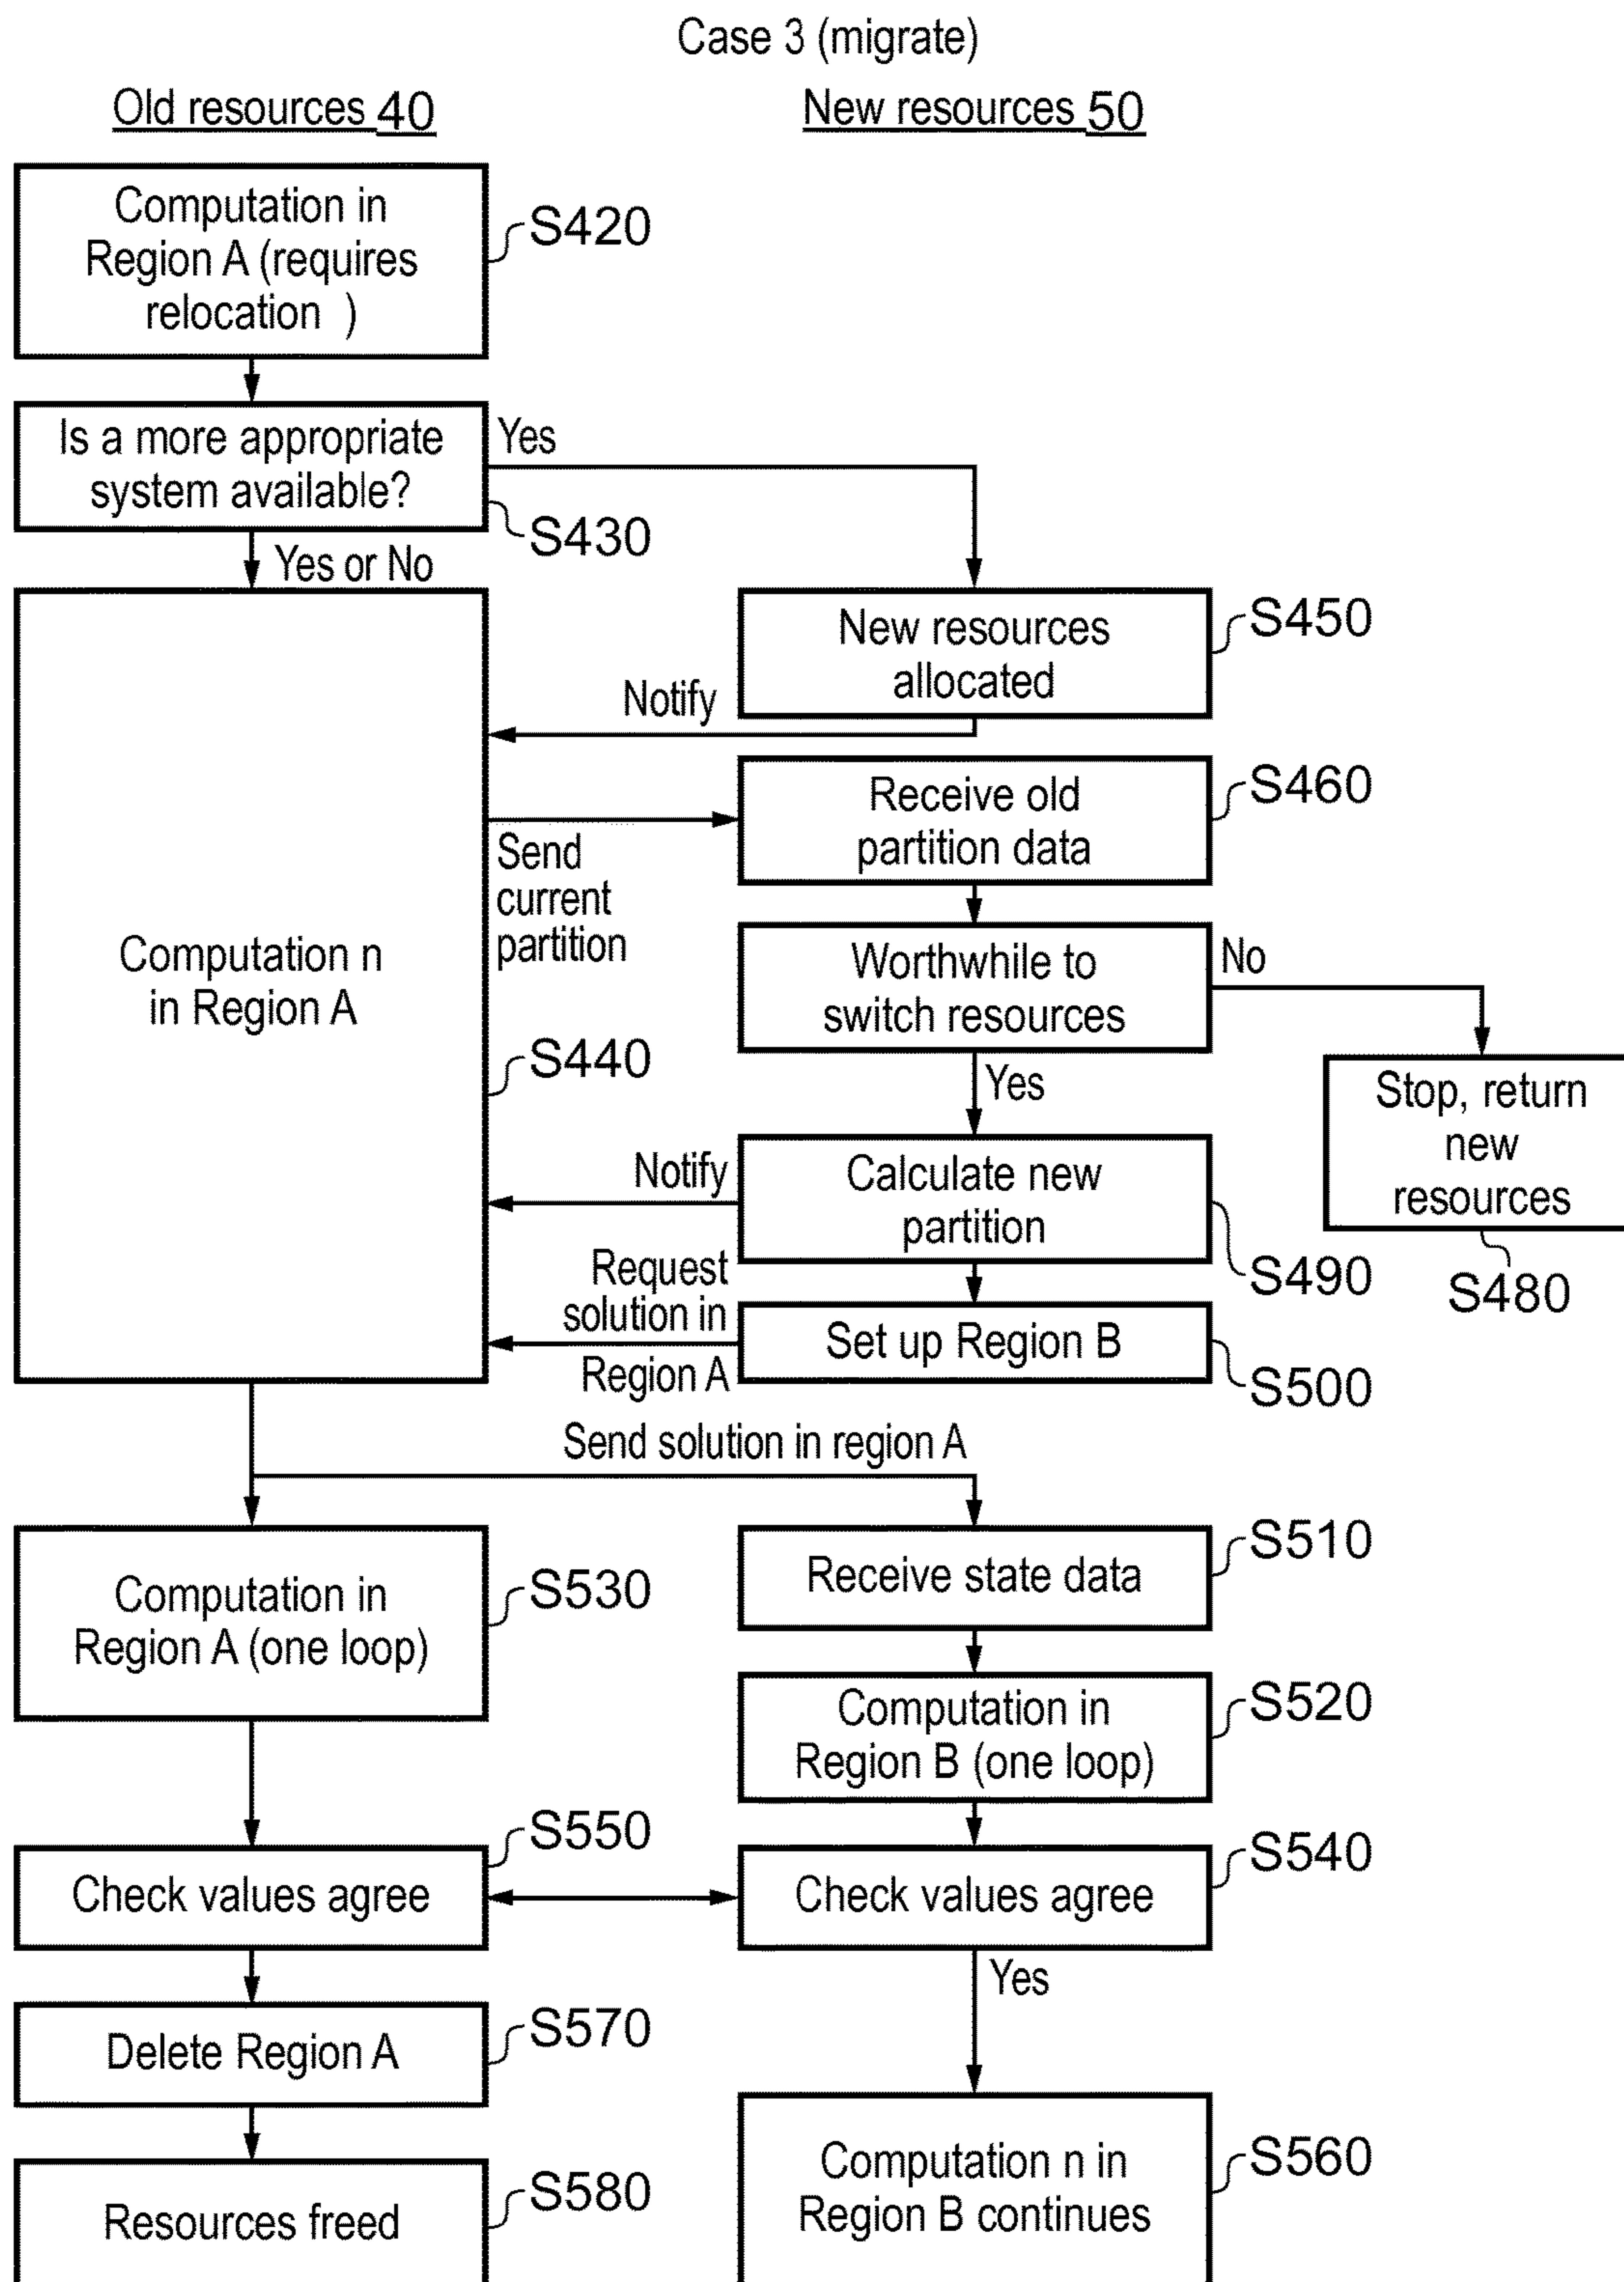 Case 3 (migrate)
Old resources 40
New resources 50
Computation in
Region A (requires
relocation )
S420
Is a more appropriate
system available?
S430
Yes
Yes or No
New resources
allocated
S450
Notify
Receive old
partition data
S460
Send
current
partition
Computation n
in Region A
S440
Worthwhile to
switch resources
No
Yes
Stop, return
new
resources
S480
Notify
Calculate new
partition
S490
Request
solution in
Region A
Set up Region B
S500
Send solution in region A
Computation in
Region A (one loop)
S530
Receive state data
S510
Computation in
Region B (one loop)
S520
Check values agree
S550
Check values agree
S540
Yes
Delete Region A
S570
Resources freed
S580
Computation n in
Region B continues
S560